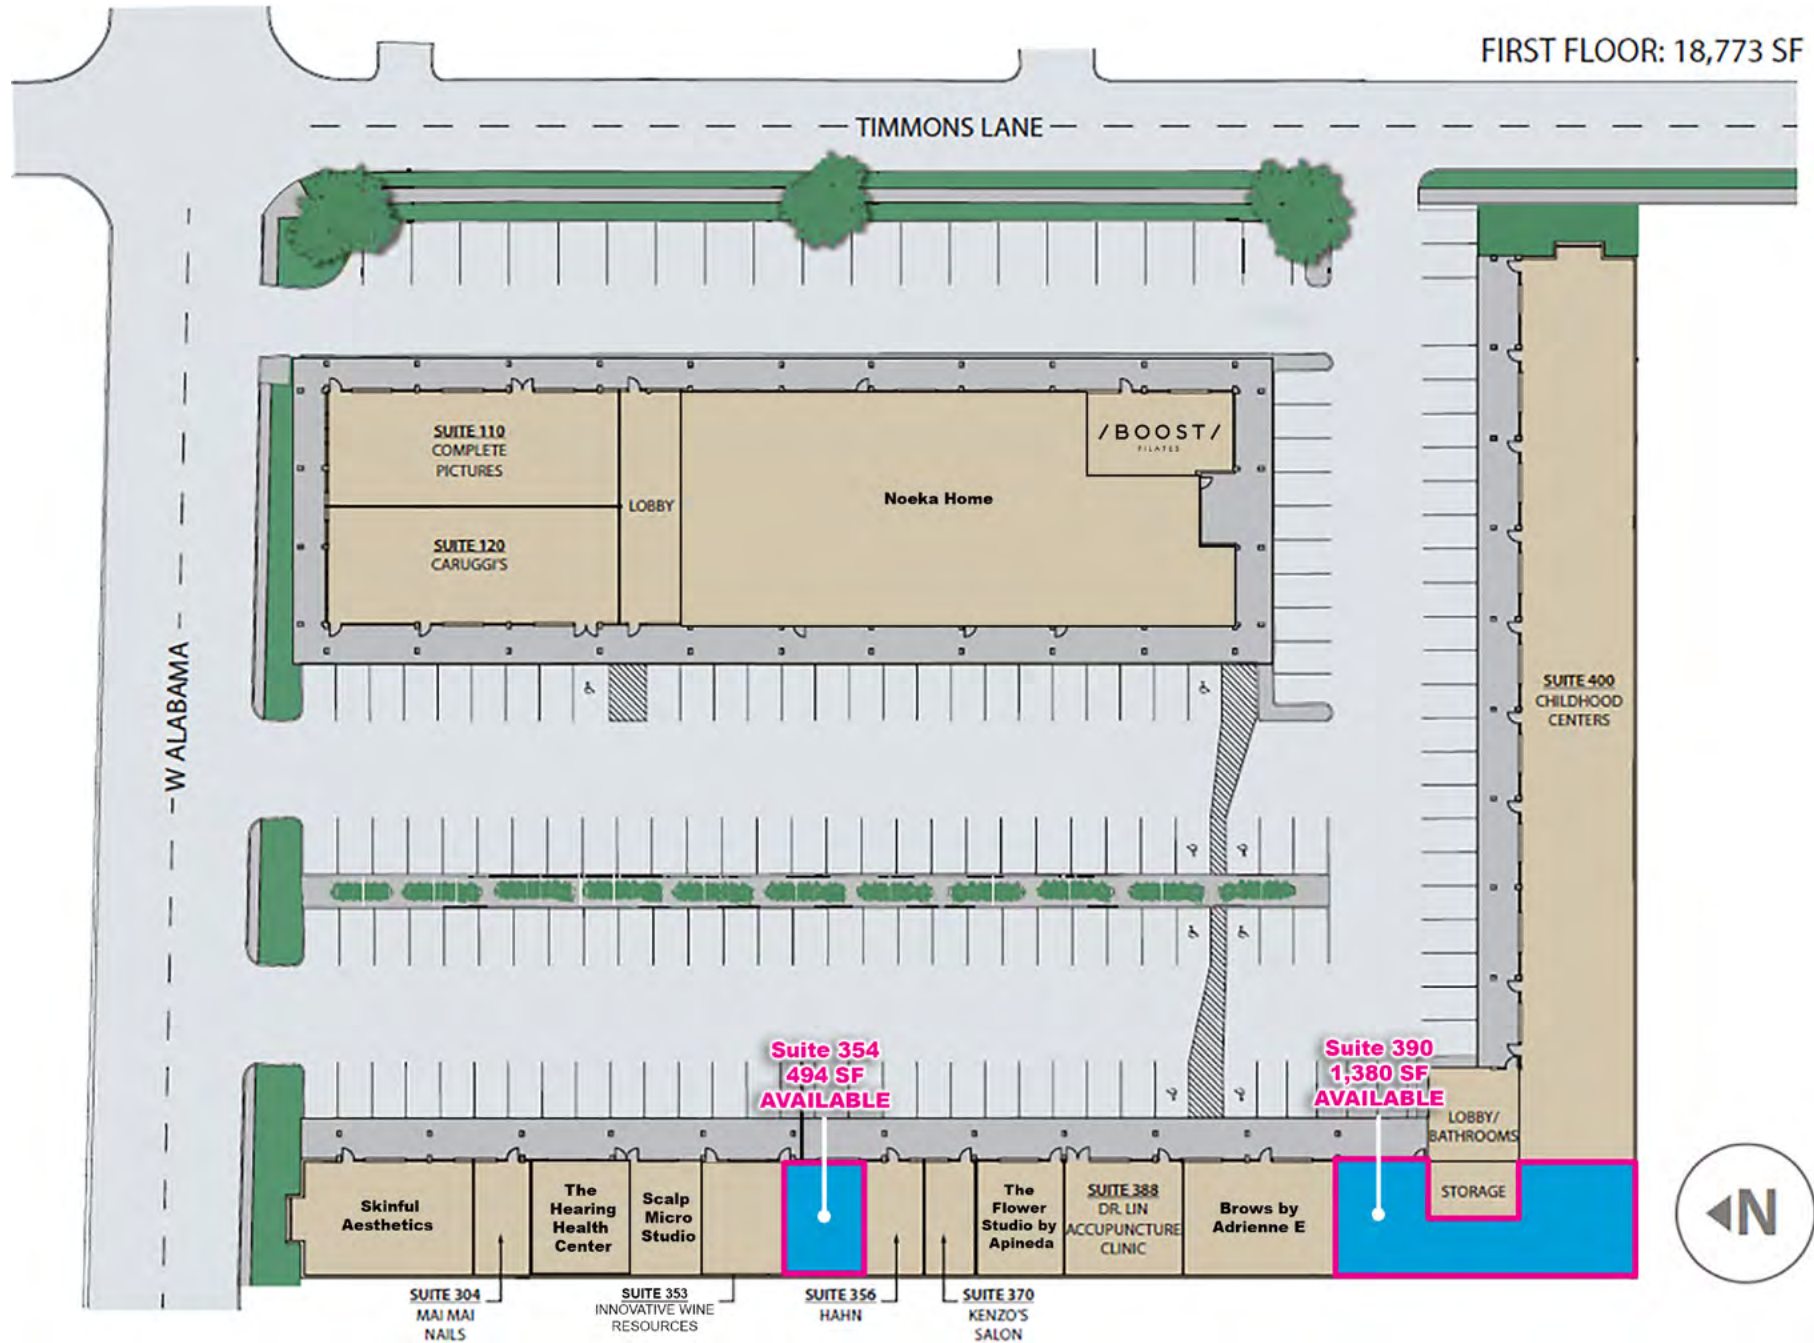 FIRST FLOOR: 18,773 SF
TIMMONS LANE
W ALABAMA
SUITE 110
COMPLETE
PICTURES
LOBBY
SUITE 120
CARUGGI'S
Noeka Home
/BOOST/
PILATES
SUITE 400
CHILDHOOD
CENTERS
Suite 354
494 SF
AVAILABLE
Suite 390
1,380 SF
AVAILABLE
LOBBY/
BATHROOMS
STORAGE
Skinful
Aesthetics
The
Hearing
Health
Center
Scalp
Micro
Studio
The
Flower
Studio by
Apineda
SUITE 388
DR. LIN
ACCUPUNCTURE
CLINIC
Brows by
Adrienne E
N
SUITE 304
MAI MAI
NAILS
SUITE 353
INNOVATIVE WINE
RESOURCES
SUITE 356
HAHN
SUITE 370
KENZO'S
SALON